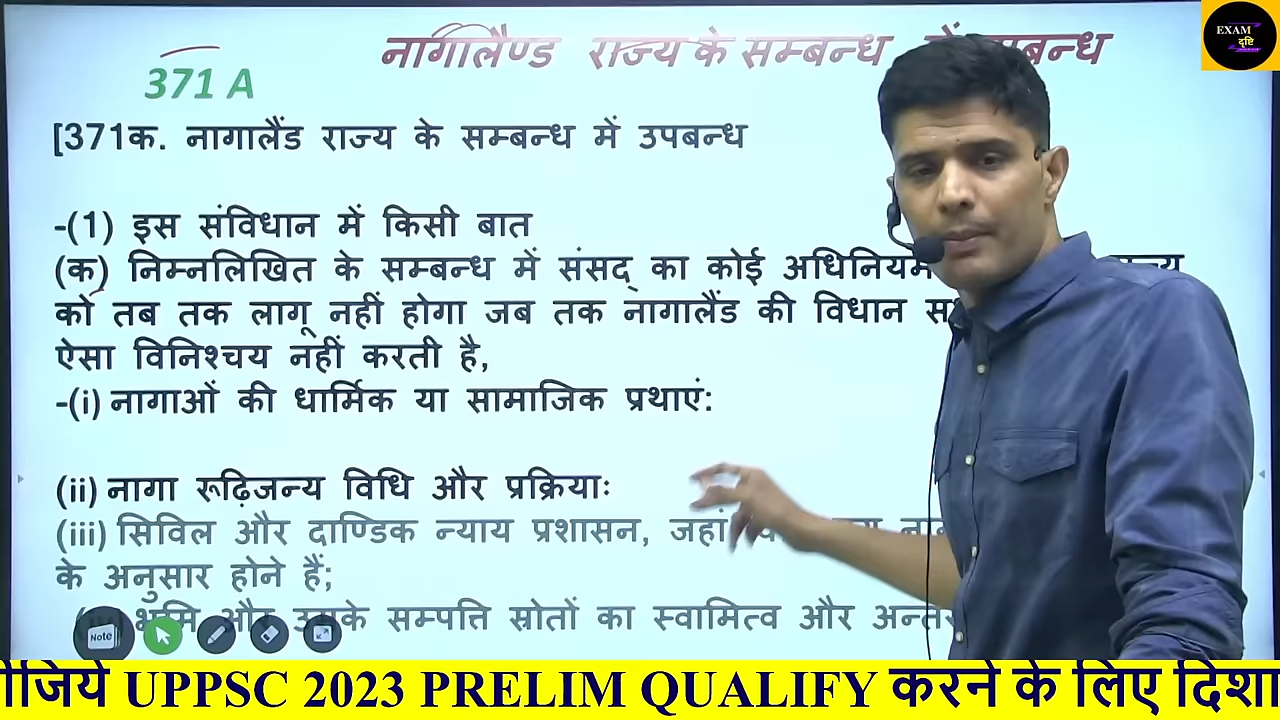 नागालैण्ड राज्य के सम्बन्ध
371 A
[371क. नागालैंड राज्य के सम्बन्ध में उपबन्ध
-(1) इस संविधान में किसी बात
(क) निम्नलिखित के सम्बन्ध में संसद् का कोई अधिनियम
को तब तक लागू नहीं होगा जब तक नागालैंड की विधान
ऐसा विनिश्चय नहीं करती है,
-(i) नागाओं की धार्मिक या सामाजिक प्रथाएं:
(ii) नागा रूढ़िजन्य विधि और प्रक्रियाः
(iii) सिविल और दाण्डिक न्याय प्रशासन, जहां
के अनुसार होने हैं;
सम्पत्ति स्रोतों का स्वामित्व और
Note
EXAM
दृष्टि
UPPSC 2023 PRELIM QUALIFY करने के लिए